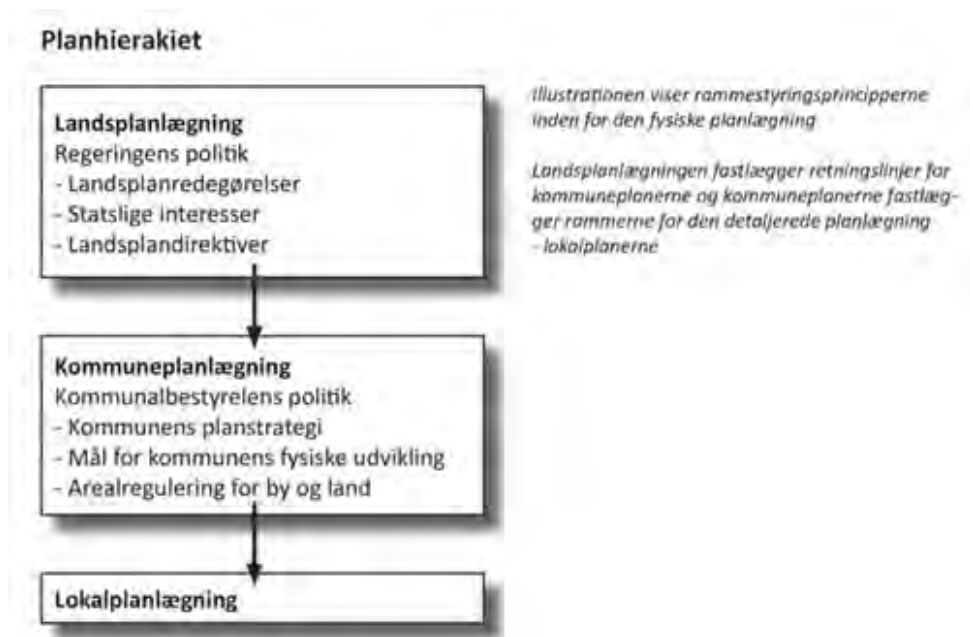 Planhierakiet
Landsplanlægning
Regeringens politik
- Landsplanredegørelser
- Statslige interesser
- Landsplandirektiver
Illustrationen viser rammestyringsprincipperne
inden for den fysiske planlægning
Landsplanlægningen fastlægger retningslinjer for
kommuneplanerne og kommuneplanerne fastlæg-
ger rammerne for den detaljerede planlægning
- lokalplanerne
Kommuneplanlægning
Kommunalbestyrelens politik
- Kommunens planstrategi
- Mål for kommunens fysiske udvikling
- Arealregulering for by og land
Lokalplanlægning